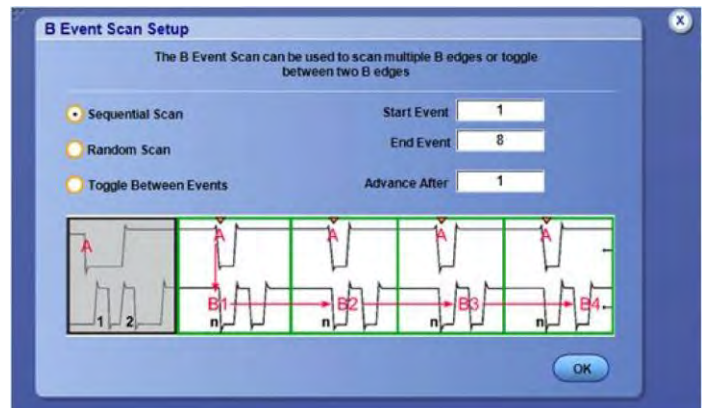 B Event Scan Setup
X
The B Event Scan can be used to scan multiple B edges or toggle
between two B edges
Sequential Scan
Start Event 1
Random Scan
End Event 8
Toggle Between Events
Advance After 1
A A A A A
B1 B2 B3 B4
1 2 n n n n
OK